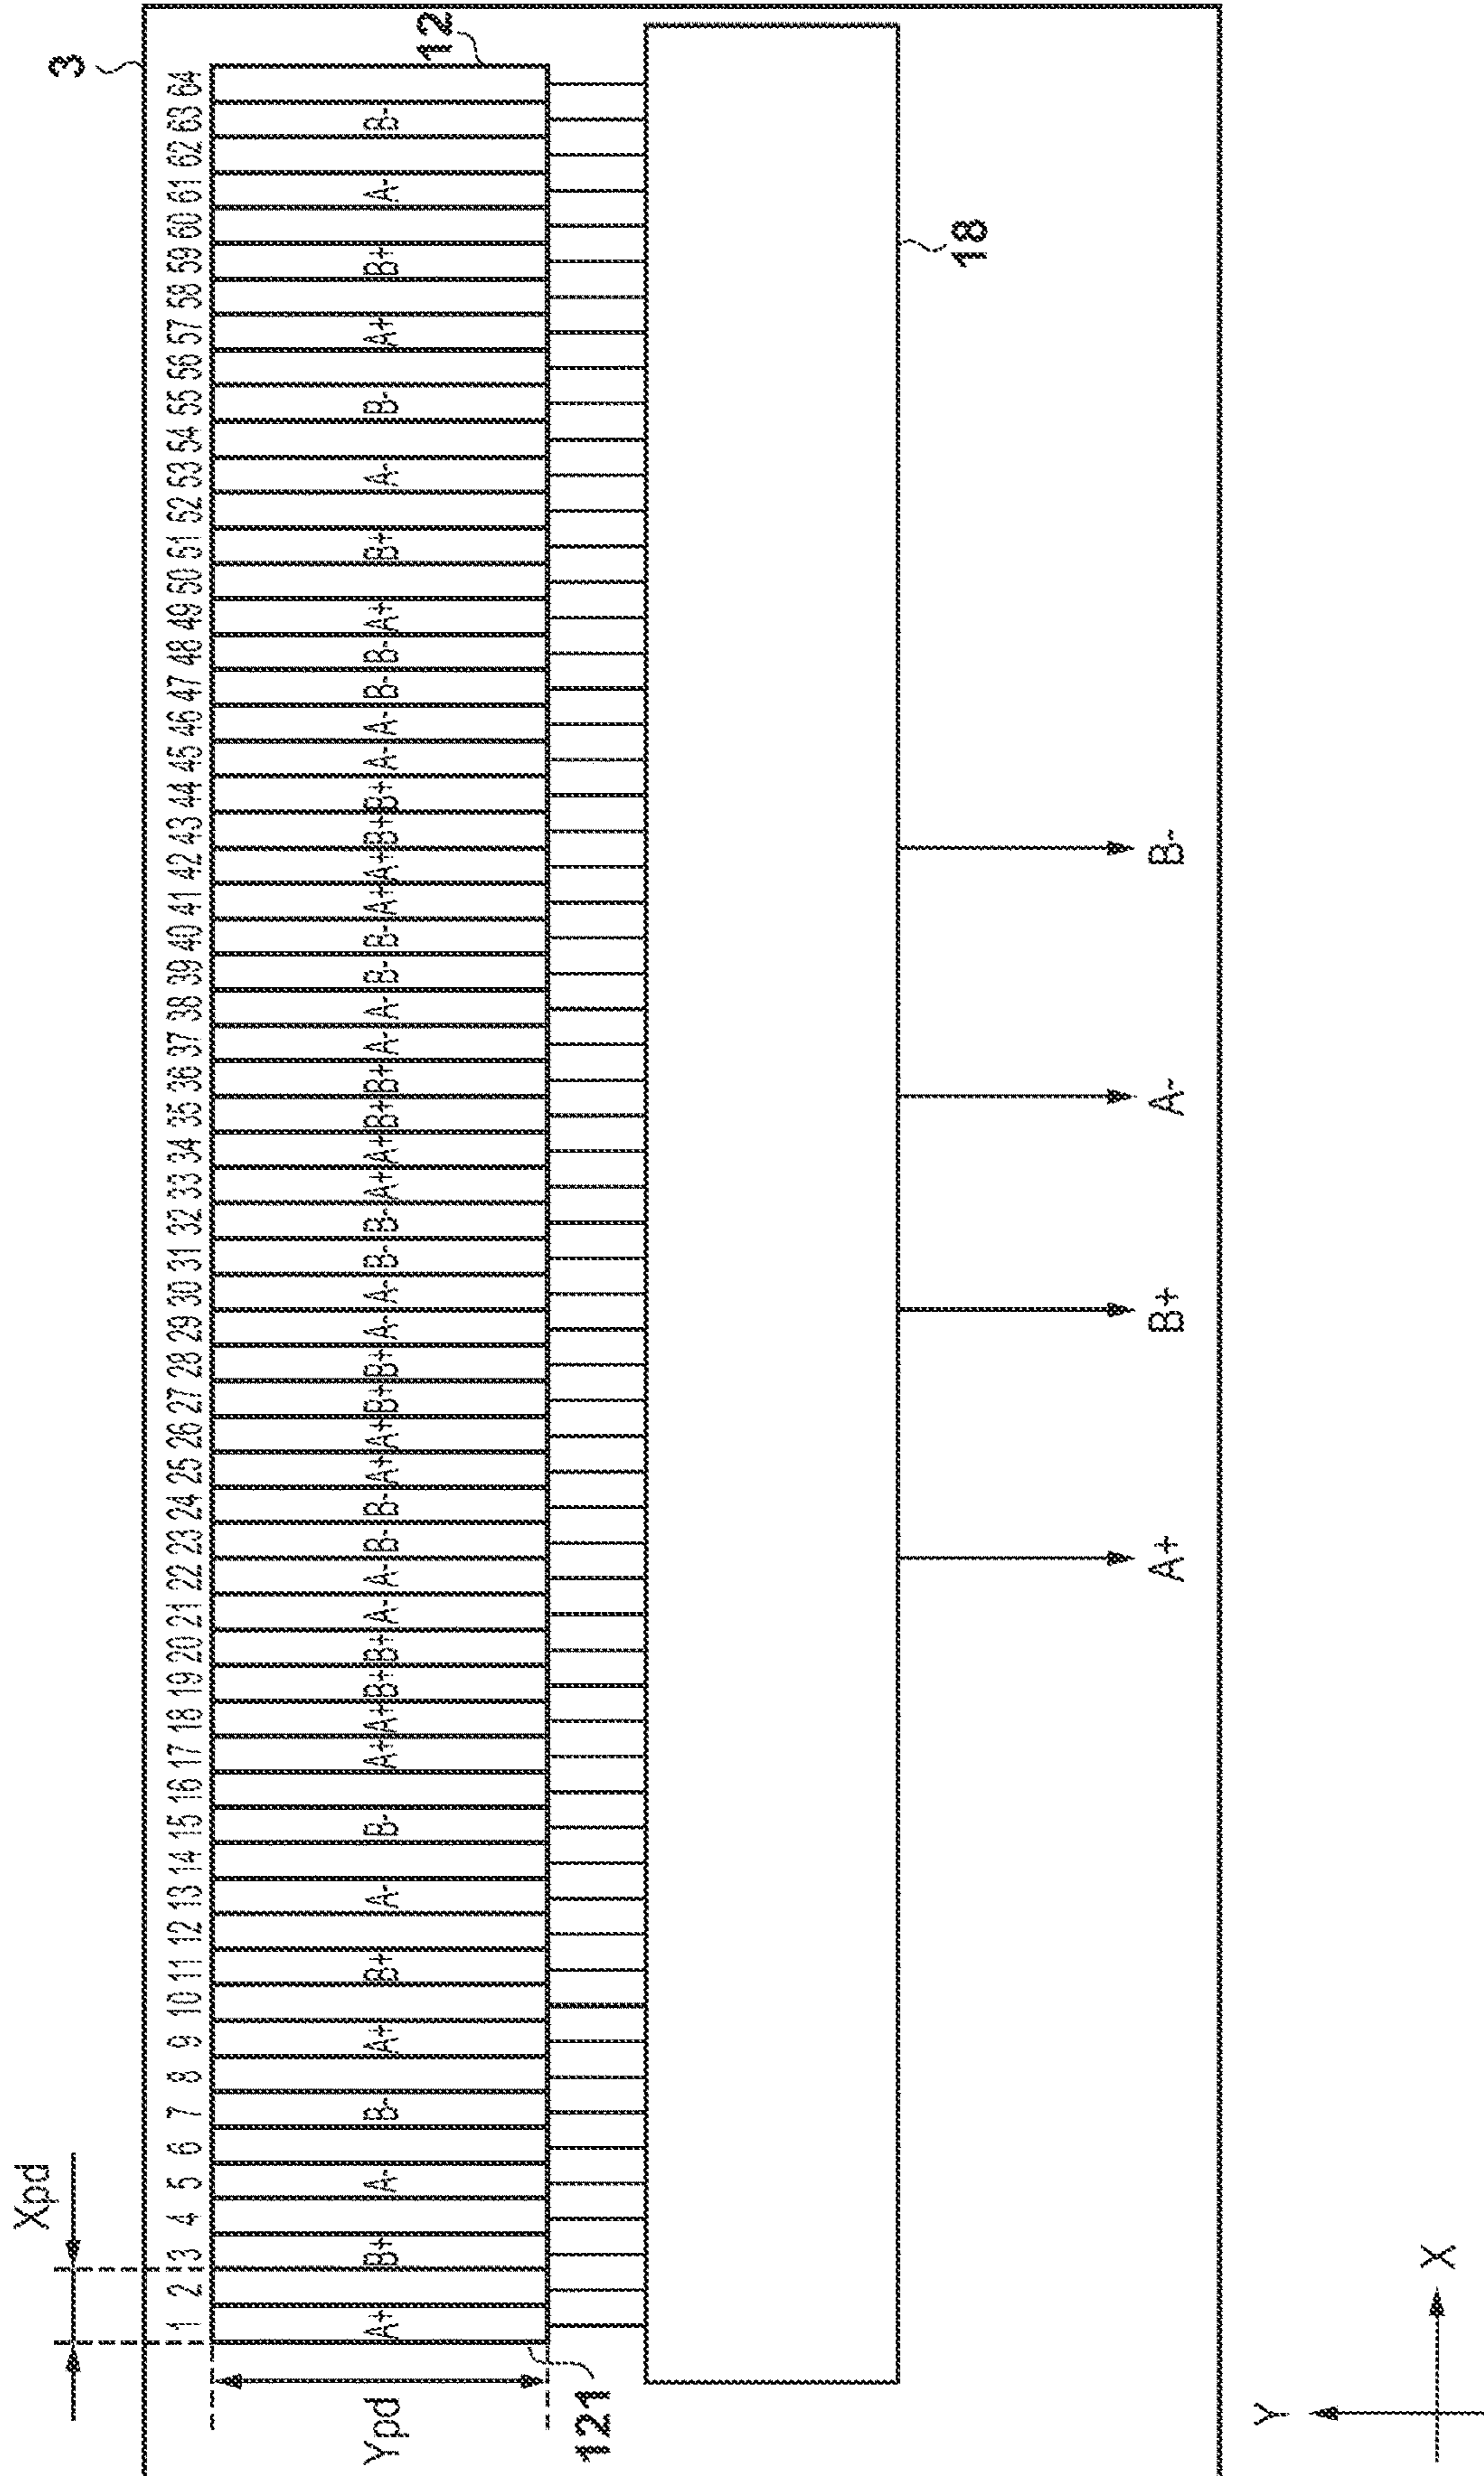 Xpd
3
1 2 3 4 5 6 7 8 9 10 11 12 13 14 15 16 17 18 19 20 21 22 23 24 25 26 27 28 29 30 31 32 33 34 35 36 37 38 39 40 41 42 43 44 45 46 47 48 49 50 51 52 53 54 55 56 57 58 59 60 61 62 63 64
Ypd A+ B+ A- B- A+ B+ A- B- A+ A+ B+ B+ A- A- B- B- A+ A+ B+ B+ A- A- B- B- A+ A+ B+ B+ A- A- B- B- A+ A+ B+ B+ A- A- B- B- A+ B+ A- B- A+ B+ A- B-
12
121
18
A+ B+ A- B-
Y
X